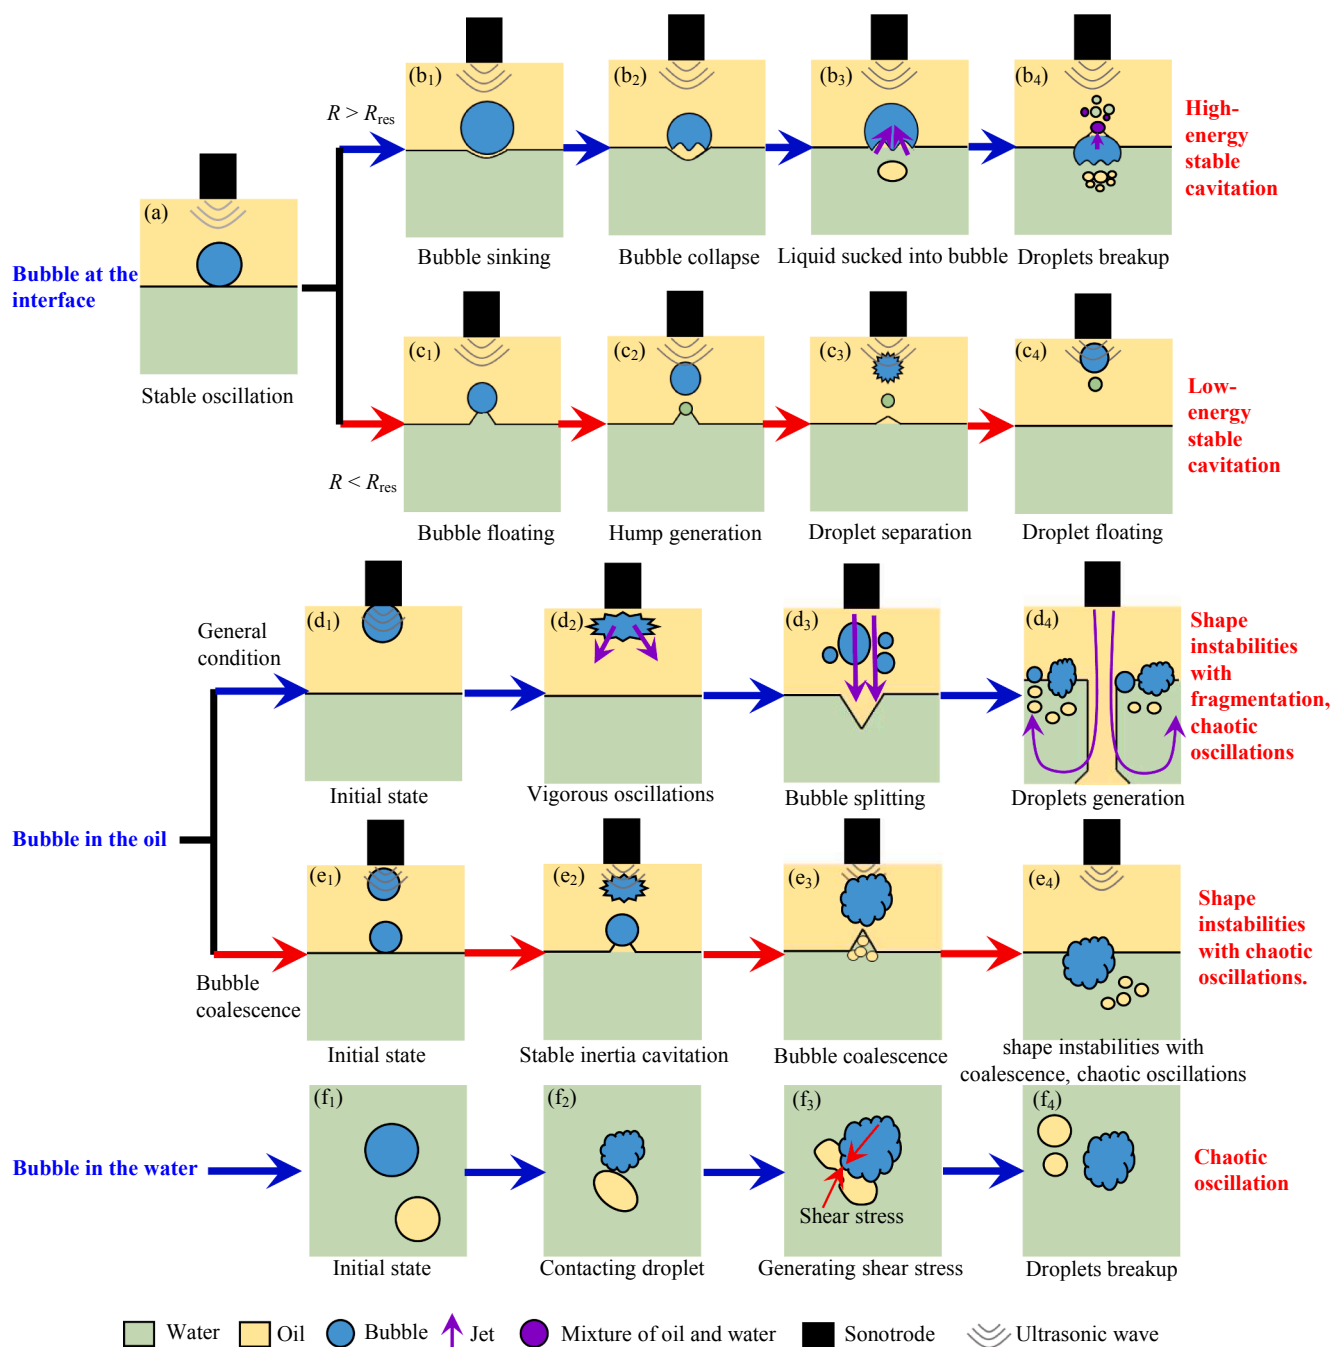 (b1)
(b2)
(b3)
(b4)
R > Rres
High-
energy
stable
cavitation
(a)
Bubble sinking
Bubble collapse
Liquid sucked into bubble
Droplets breakup
Bubble at the
interface
Stable oscillation
(c1)
(c2)
(c3)
(c4)
Low-
energy
stable
cavitation
R < Rres
Bubble floating
Hump generation
Droplet separation
Droplet floating
General
condition
(d1)
(d2)
(d3)
(d4)
Shape
instabilities
with
fragmentation,
chaotic
oscillations
Initial state
Vigorous oscillations
Bubble splitting
Droplets generation
Bubble in the oil
(e1)
(e2)
(e3)
(e4)
Shape
instabilities
with chaotic
oscillations.
Bubble
coalescence
Initial state
Stable inertia cavitation
Bubble coalescence
shape instabilities with
coalescence, chaotic oscillations
(f1)
(f2)
(f3)
(f4)
Bubble in the water
Shear stress
Chaotic
oscillation
Initial state
Contacting droplet
Generating shear stress
Droplets breakup
Water
Oil
Bubble
Jet
Mixture of oil and water
Sonotrode
Ultrasonic wave